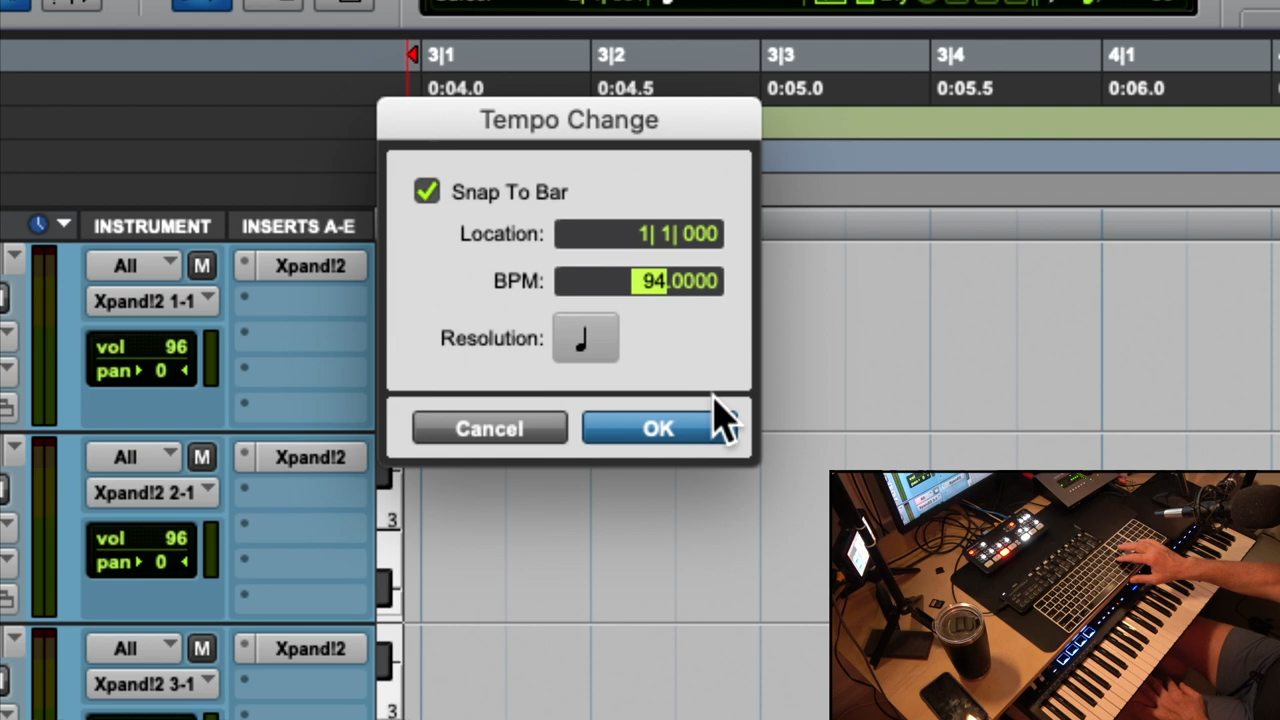 3|1 3|2 3|3 3|4 4|1
0:04.0 0:04.5 0:05.0 0:05.5 0:06.0
Tempo Change
Snap To Bar
Location: 1| 1| 000
BPM: 94.0000
Resolution:
Cancel OK
INSTRUMENT INSERTS A-E
All M Xpand!2
Xpand!2 1-1
vol 96
pan 0
All M Xpand!2
Xpand!2 2-1
3
vol 96
pan 0
All M Xpand!2
Xpand!2 3-1
3